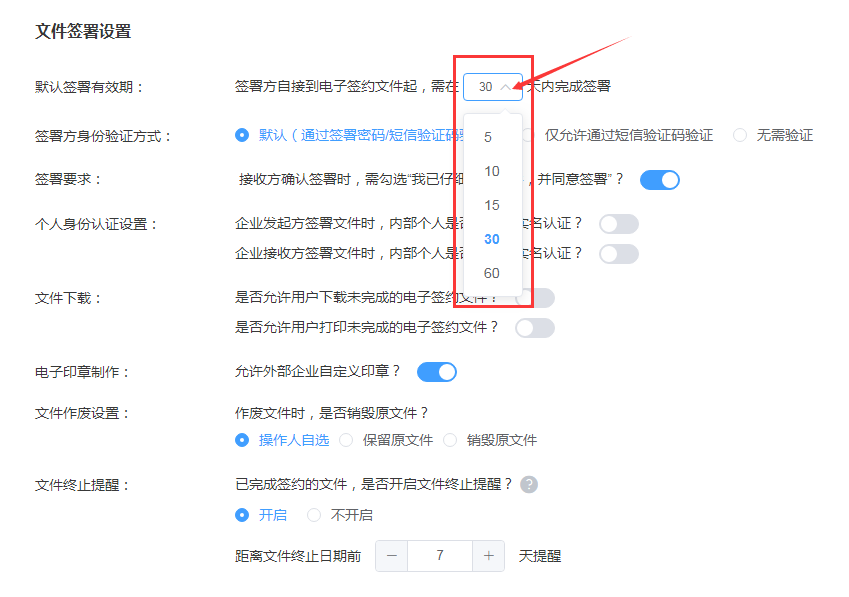 文件签署设置
默认签署有效期： 签署方自接到电子签约文件起，需在 30 天内完成签署
签署方身份验证方式： 默认（通过签署密码/短信验证码 仅允许通过短信验证码验证 无需验证
5
10
签署要求： 接收方确认签署时，需勾选“我已仔细 ，并同意签署”？
15
个人身份认证设置： 企业发起方签署文件时，内部个人是 名认证？
30
企业接收方签署文件时，内部个人是 名认证？
60
文件下载： 是否允许用户下载未完成的电子签约文件？
是否允许用户打印未完成的电子签约文件？
电子印章制作： 允许外部企业自定义印章？
文件作废设置： 作废文件时，是否销毁原文件？
操作人自选 保留原文件 销毁原文件
文件终止提醒： 已完成签约的文件，是否开启文件终止提醒？ ?
开启 不开启
距离文件终止日期前 － 7 + 天提醒